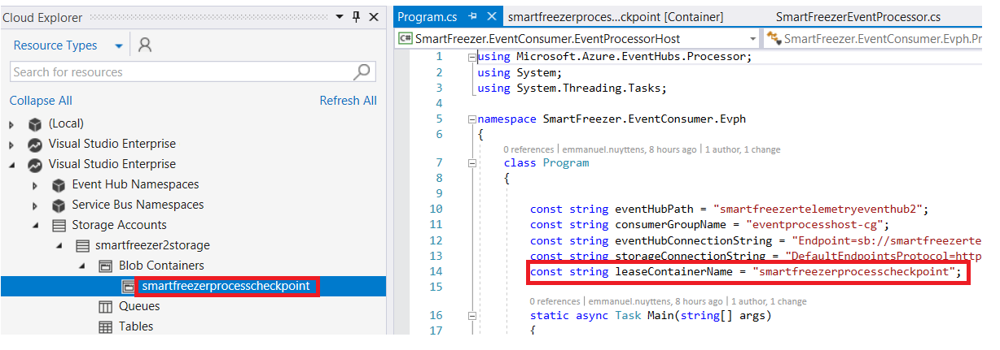 Cloud Explorer
Resource Types
Search for resources
Collapse All Refresh All
(Local)
Visual Studio Enterprise
Visual Studio Enterprise
Event Hub Namespaces
Service Bus Namespaces
Storage Accounts
smartfreezer2storage
Blob Containers
smartfreezerprocesscheckpoint
Queues
Tables
Program.cs smartfreezerproces...ckpoint [Container] SmartFreezerEventProcessor.cs
C# SmartFreezer.EventConsumer.EventProcessorHost SmartFreezer.EventConsumer.Evph.Pr
1 using Microsoft.Azure.EventHubs.Processor;
2 using System;
3 using System.Threading.Tasks;
4
5 namespace SmartFreezer.EventConsumer.Evph
6 {
0 references | emmanuel.nuyttens, 8 hours ago | 1 author, 1 change
7 class Program
8 {
9
10 const string eventHubPath = "smartfreezertelemetryeventhub2";
11 const string consumerGroupName = "eventprocesshost-cg";
12 const string eventHubConnectionString = "Endpoint=sb://smartfreezerte
13 const string storageConnectionString = "DefaultEndpointsProtocol=http
14 const string leaseContainerName = "smartfreezerprocesscheckpoint";
15
0 references | emmanuel.nuyttens, 8 hours ago | 1 author, 1 change
16 static async Task Main(string[] args)
17 {